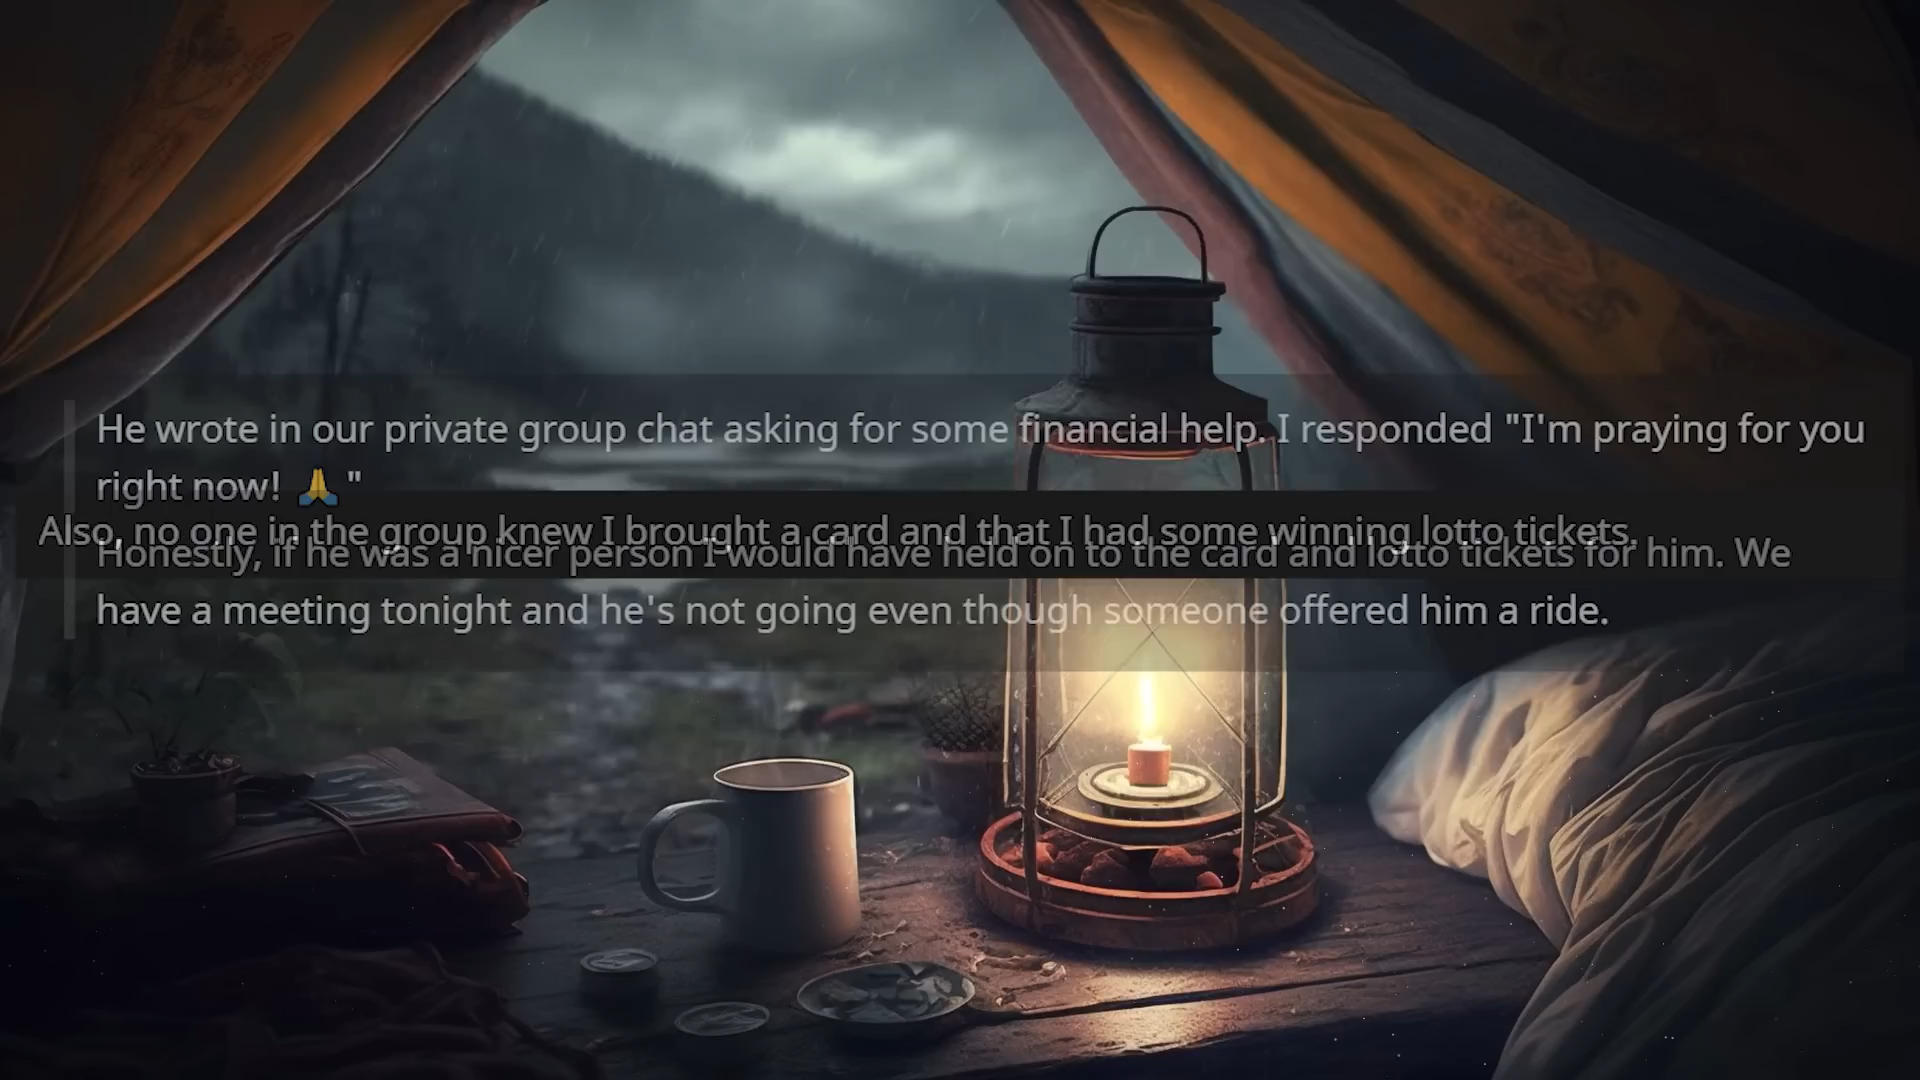 He wrote in our private group chat asking for some financial help. I responded "I'm praying for you
right now! 🙏 "
Also, no one in the group knew I brought a card and that I had some winning lotto tickets.
Honestly, if he was a nicer person I would have held on to the card and lotto tickets for him. We
have a meeting tonight and he's not going even though someone offered him a ride.